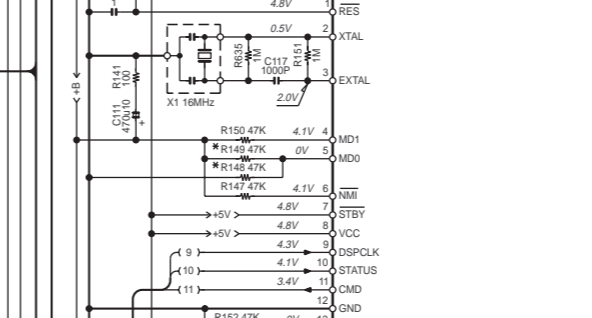 4.8V 1 RES
0.5V 2 XTAL
R635 1M
R151 1M
C117
1000P
3 EXTAL
2.0V
X1 16MHz
+B
R141 100
C111 470u10
+
R150 47K 4.1V 4 MD1
* R149 47K 0V 5 MD0
* R148 47K
R147 47K 4.1V 6 NMI
4.8V 7 STBY
+5V
4.8V 8 VCC
+5V
9 4.3V 9 DSPCLK
10 4.1V 10 STATUS
11 3.4V 11 CMD
12 GND
R152 47K